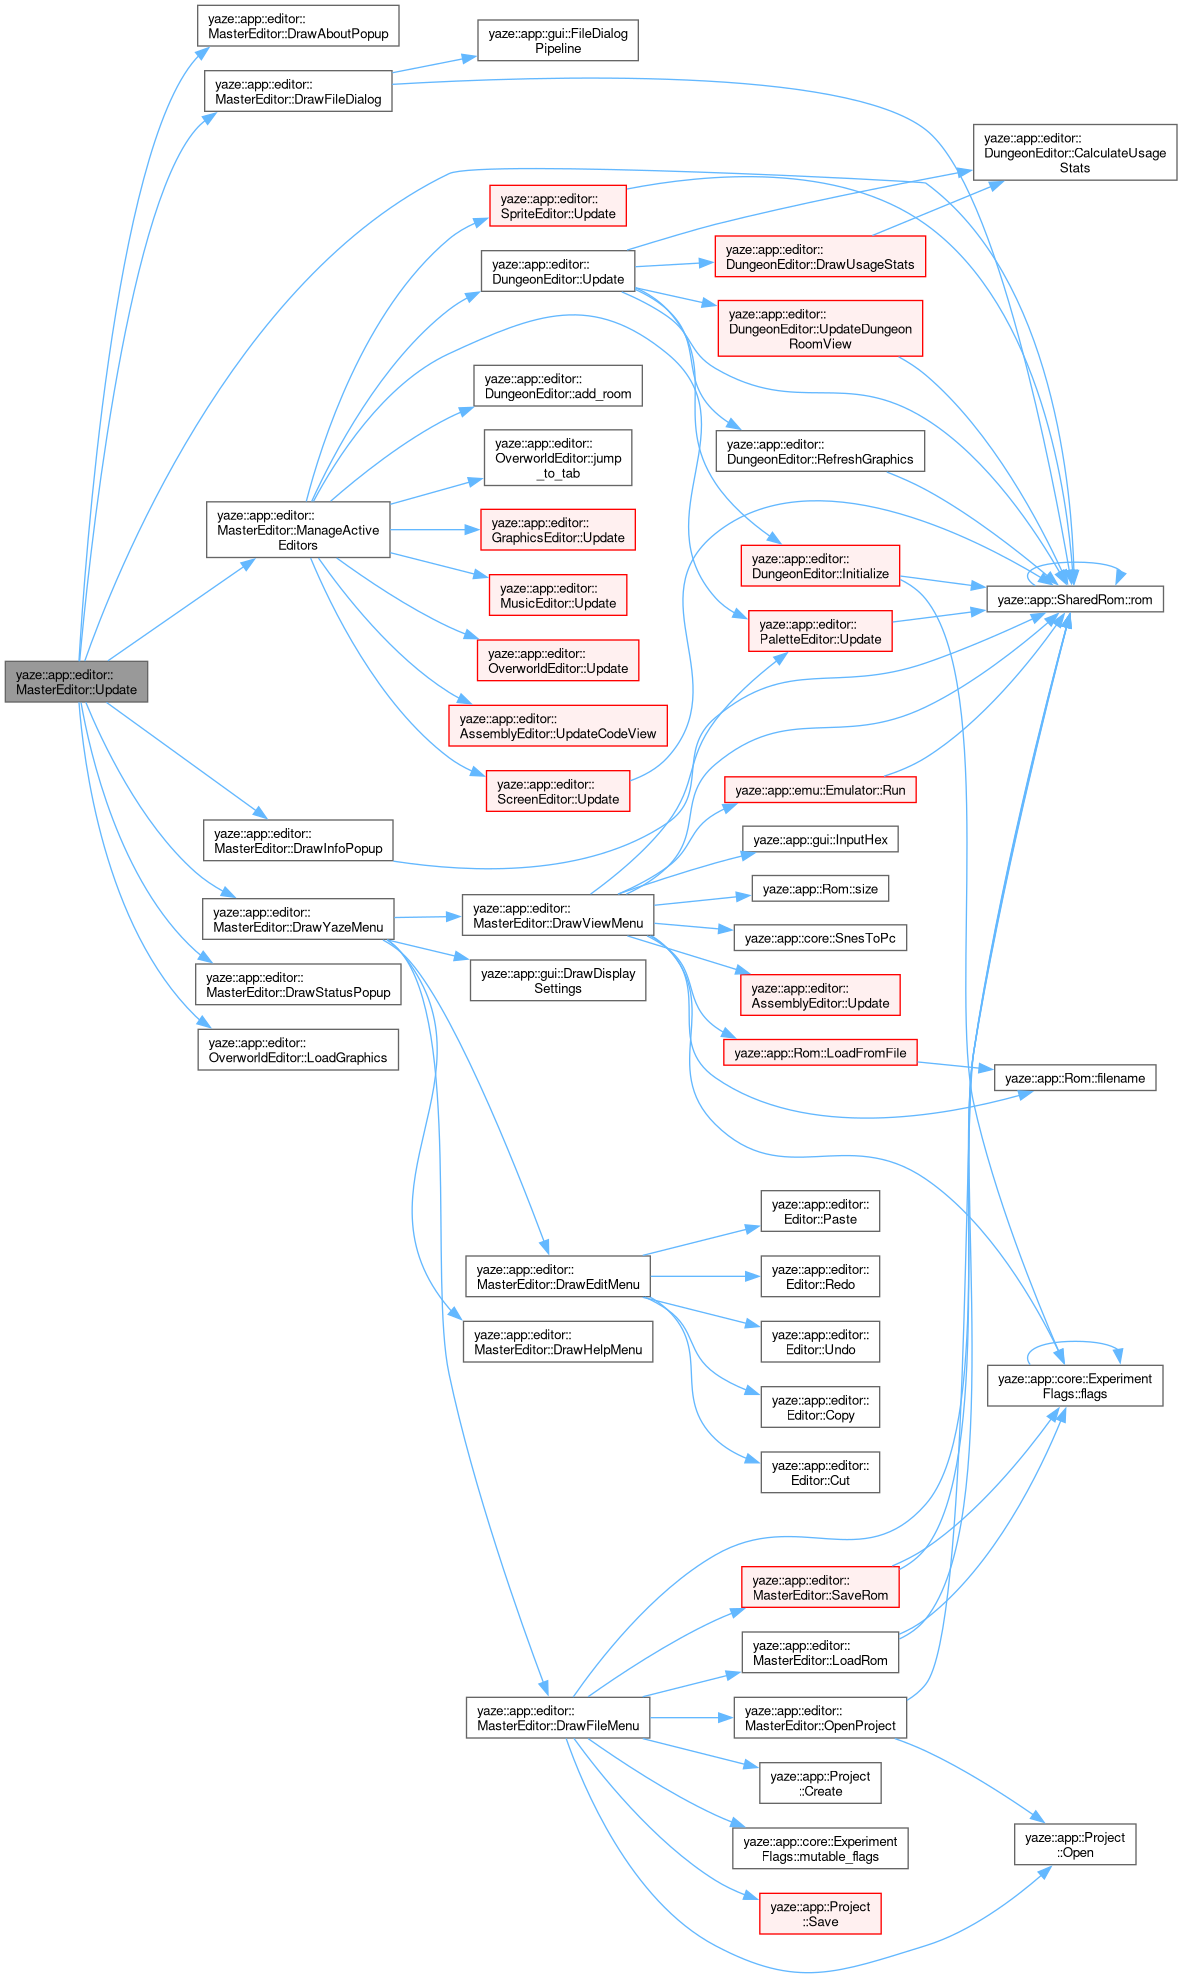 yaze::app::editor::
MasterEditor::DrawAboutPopup
yaze::app::gui::FileDialog
Pipeline
yaze::app::editor::
MasterEditor::DrawFileDialog
yaze::app::editor::
DungeonEditor::CalculateUsage
Stats
yaze::app::editor::
SpriteEditor::Update
yaze::app::editor::
DungeonEditor::Update
yaze::app::editor::
DungeonEditor::DrawUsageStats
yaze::app::editor::
DungeonEditor::UpdateDungeon
RoomView
yaze::app::editor::
DungeonEditor::add_room
yaze::app::editor::
OverworldEditor::jump
_to_tab
yaze::app::editor::
DungeonEditor::RefreshGraphics
yaze::app::editor::
MasterEditor::ManageActive
Editors
yaze::app::editor::
GraphicsEditor::Update
yaze::app::editor::
DungeonEditor::Initialize
yaze::app::editor::
MusicEditor::Update
yaze::app::SharedRom::rom
yaze::app::editor::
PaletteEditor::Update
yaze::app::editor::
OverworldEditor::Update
yaze::app::editor::
MasterEditor::Update
yaze::app::editor::
AssemblyEditor::UpdateCodeView
yaze::app::editor::
ScreenEditor::Update
yaze::app::emu::Emulator::Run
yaze::app::editor::
MasterEditor::DrawInfoPopup
yaze::app::gui::InputHex
yaze::app::Rom::size
yaze::app::editor::
MasterEditor::DrawYazeMenu
yaze::app::editor::
MasterEditor::DrawViewMenu
yaze::app::core::SnesToPc
yaze::app::editor::
MasterEditor::DrawStatusPopup
yaze::app::gui::DrawDisplay
Settings
yaze::app::editor::
AssemblyEditor::Update
yaze::app::editor::
OverworldEditor::LoadGraphics
yaze::app::Rom::LoadFromFile
yaze::app::Rom::filename
yaze::app::editor::
Editor::Paste
yaze::app::editor::
MasterEditor::DrawEditMenu
yaze::app::editor::
Editor::Redo
yaze::app::editor::
MasterEditor::DrawHelpMenu
yaze::app::editor::
Editor::Undo
yaze::app::core::Experiment
Flags::flags
yaze::app::editor::
Editor::Copy
yaze::app::editor::
Editor::Cut
yaze::app::editor::
MasterEditor::SaveRom
yaze::app::editor::
MasterEditor::LoadRom
yaze::app::editor::
MasterEditor::DrawFileMenu
yaze::app::editor::
MasterEditor::OpenProject
yaze::app::Project
::Create
yaze::app::core::Experiment
Flags::mutable_flags
yaze::app::Project
::Open
yaze::app::Project
::Save